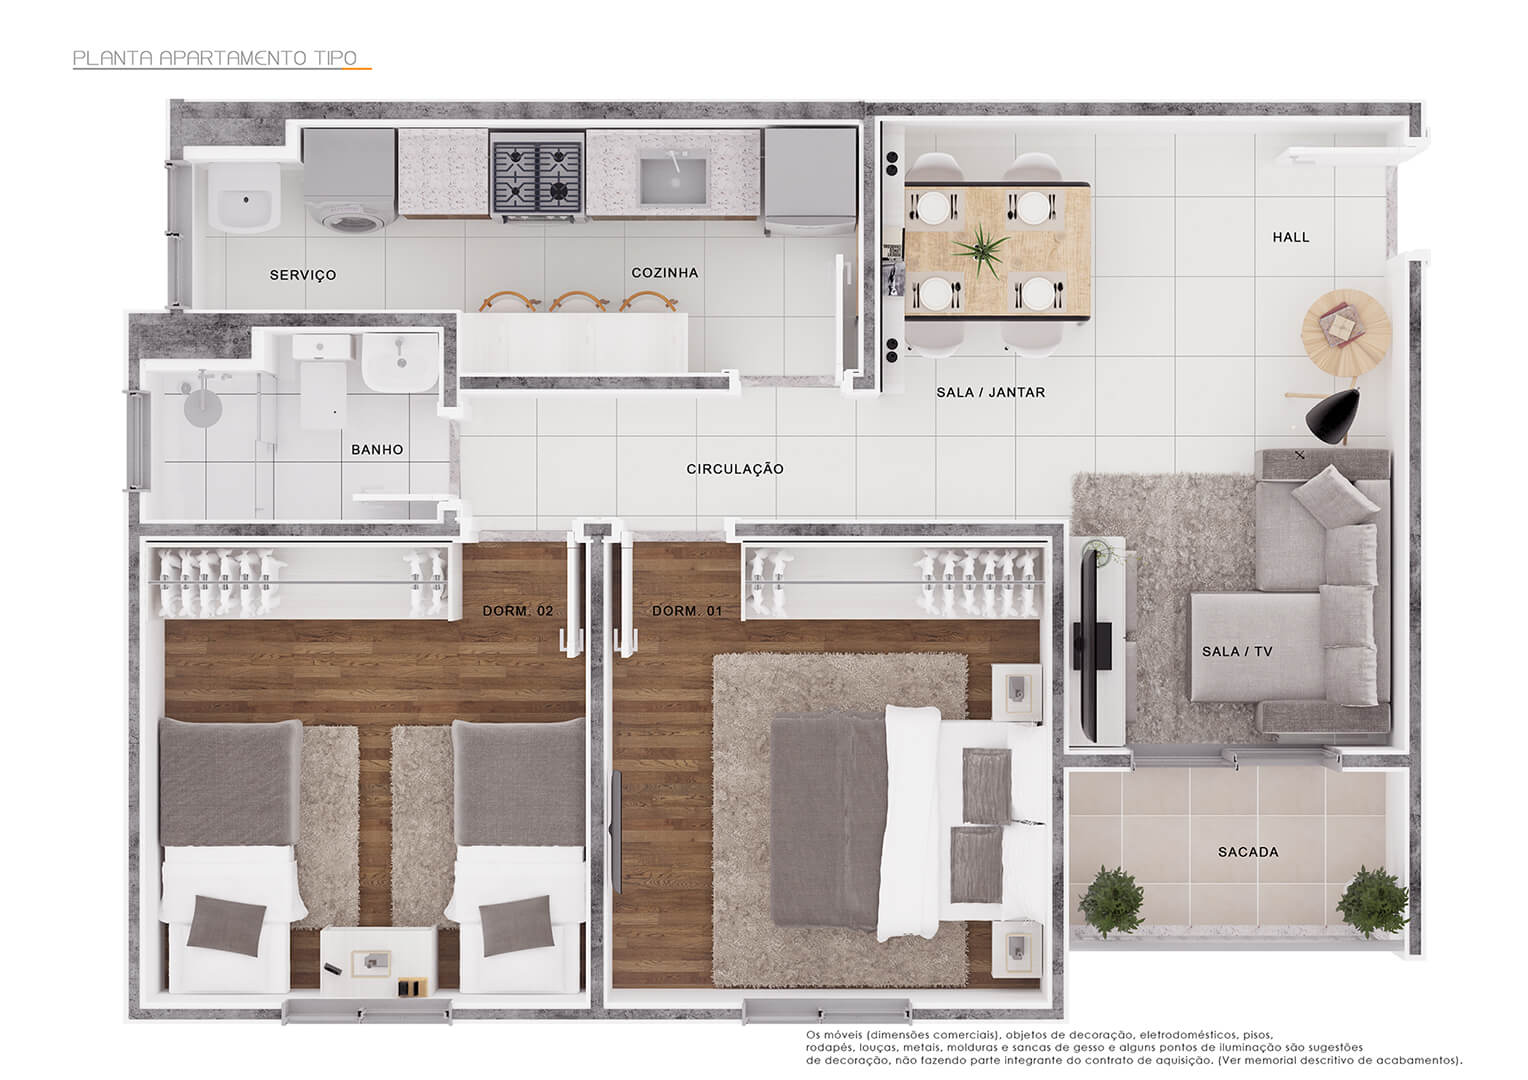 PLANTA APARTAMENTO TIPO
HALL
SERVIÇO
COZINHA
SALA / JANTAR
BANHO
CIRCULAÇÃO
DORM. 02
DORM. 01
SALA / TV
SACADA
Os móveis (dimensões comerciais), objetos de decoração, eletrodomésticos, pisos,
rodapés, louças, metais, molduras e sancas de gesso e alguns pontos de iluminação são sugestões
de decoração, não fazendo parte integrante do contrato de aquisição. (Ver memorial descritivo de acabamentos).